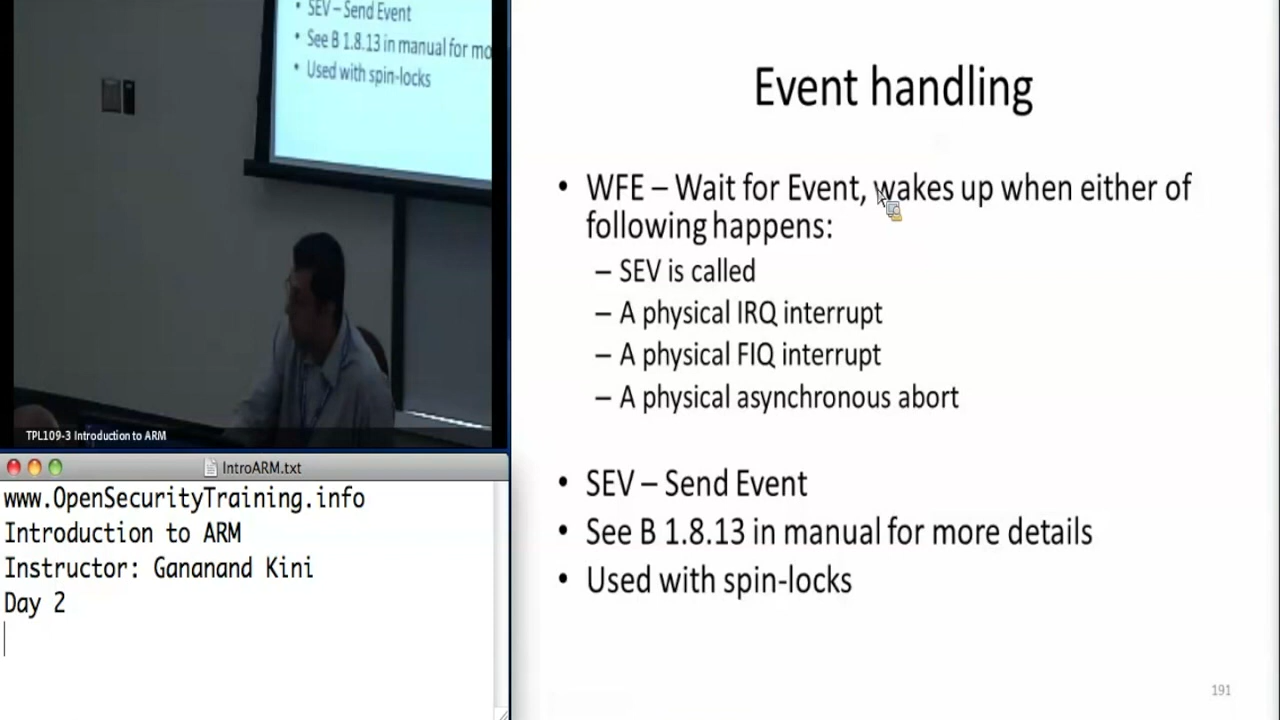 SEV – Send Event
• See B 1.8.13 in manual for mo
• Used with spin-locks
TPL109-3 Introduction to ARM
IntroARM.txt
www.OpenSecurityTraining.info
Introduction to ARM
Instructor: Gananand Kini
Day 2
Event handling
• WFE – Wait for Event, wakes up when either of
following happens:
– SEV is called
– A physical IRQ interrupt
– A physical FIQ interrupt
– A physical asynchronous abort
• SEV – Send Event
• See B 1.8.13 in manual for more details
• Used with spin-locks
191